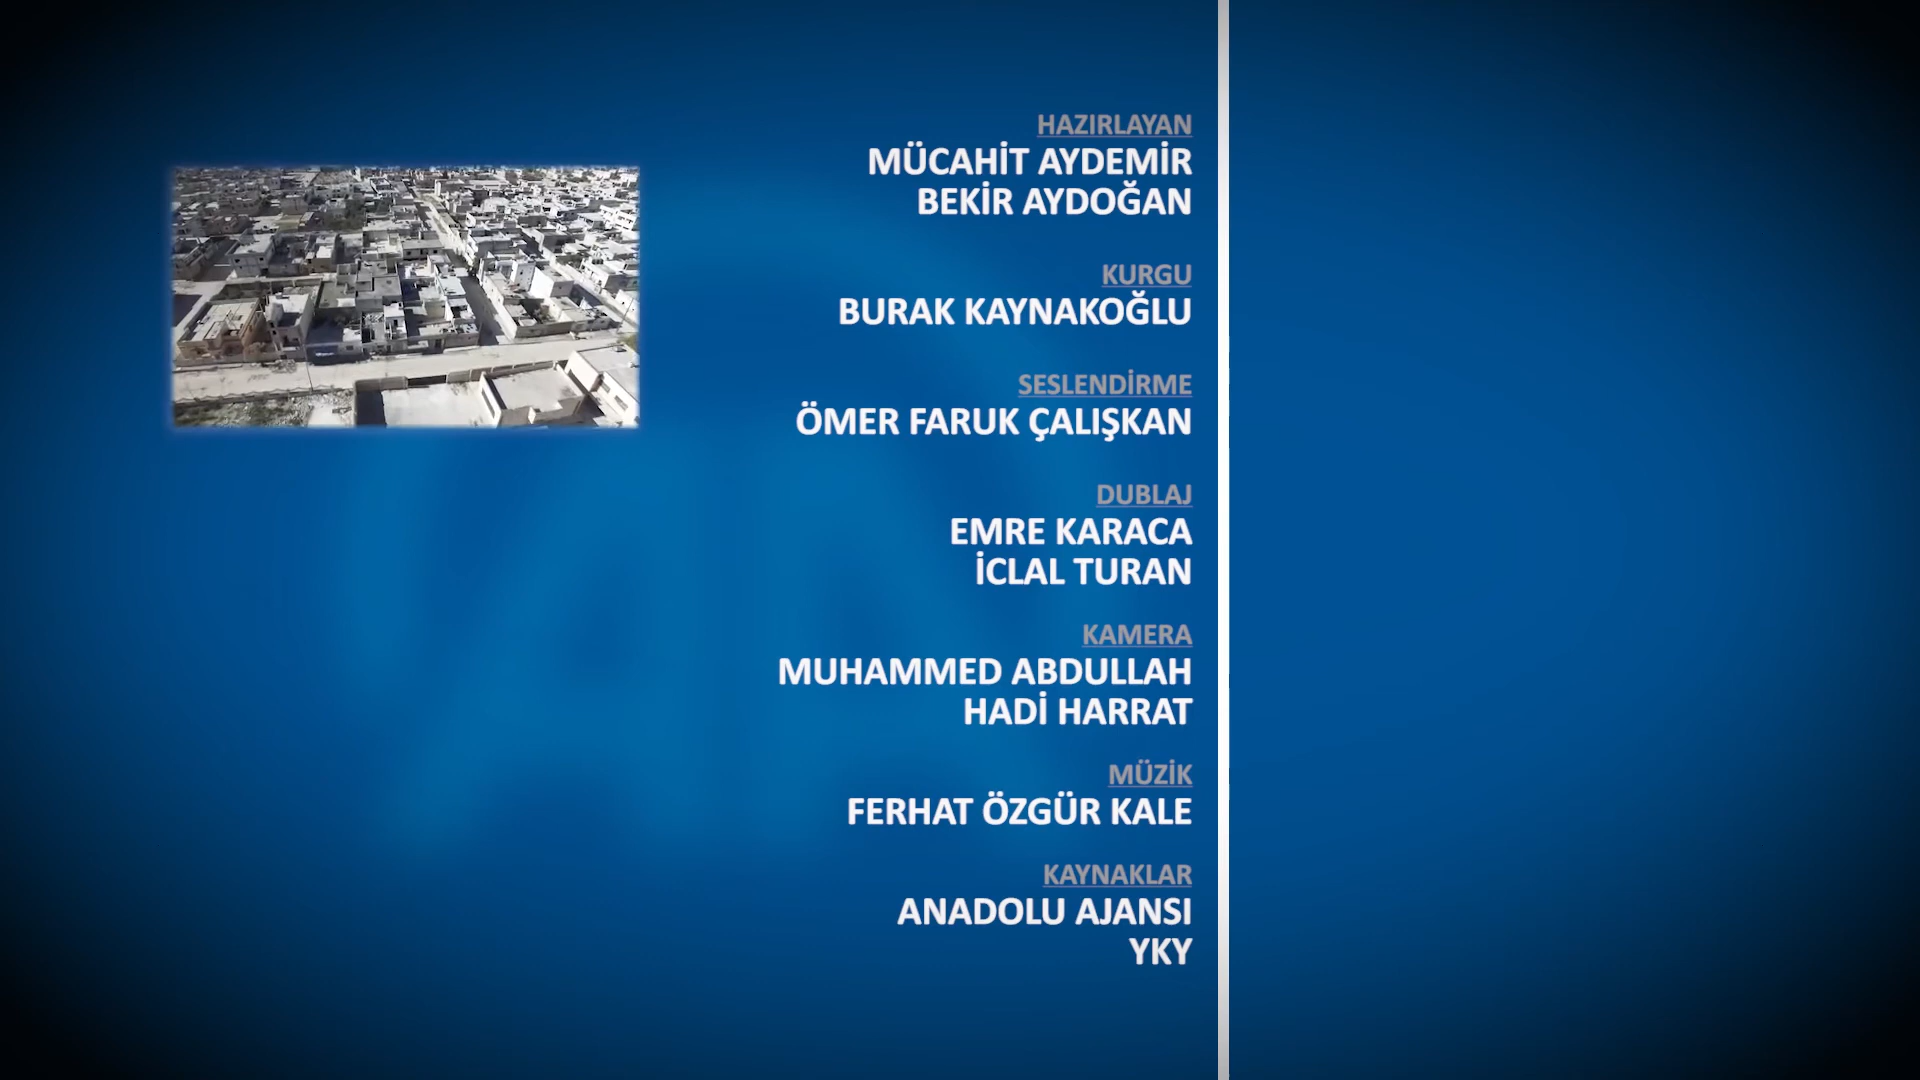 HAZIRLAYAN
MÜCAHİT AYDEMİR
BEKİR AYDOĞAN
KURGU
BURAK KAYNAKOĞLU
SESLENDİRME
ÖMER FARUK ÇALIŞKAN
DUBLAJ
EMRE KARACA
İCLAL TURAN
KAMERA
MUHAMMED ABDULLAH
HADİ HARRAT
MÜZİK
FERHAT ÖZGÜR KALE
KAYNAKLAR
ANADOLU AJANSI
YKY